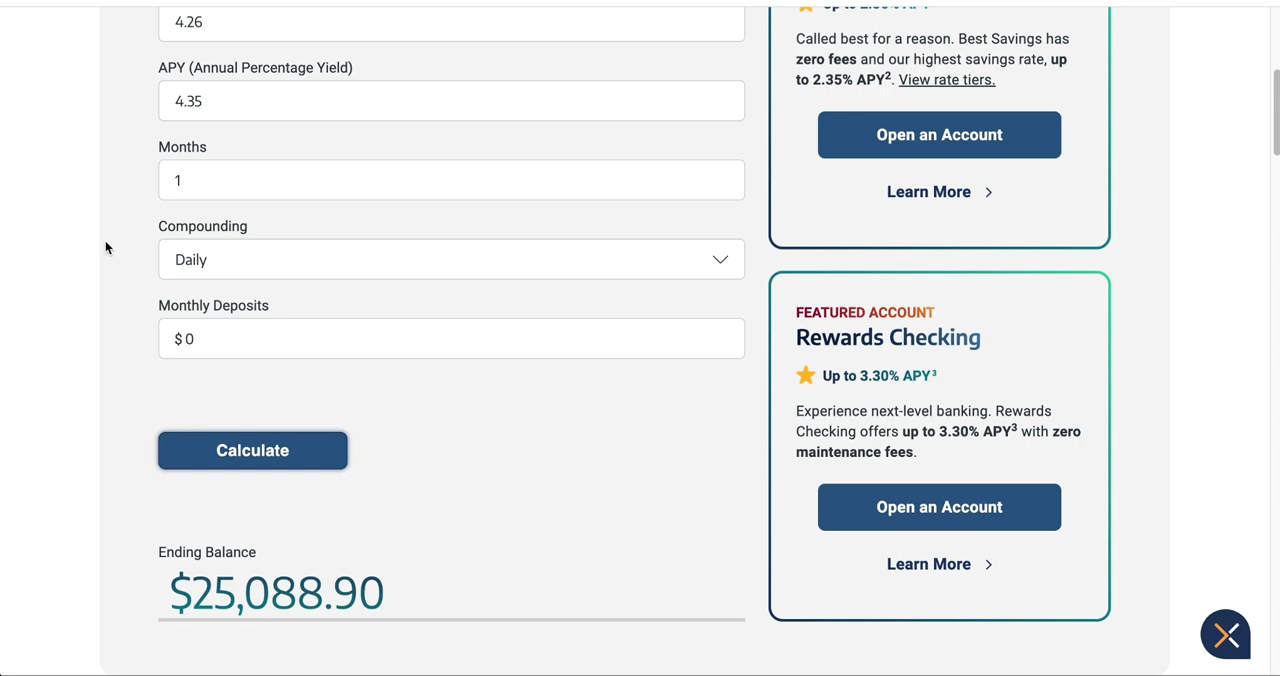 4.26
APY (Annual Percentage Yield)
4.35
Months
1
Compounding
Daily
Monthly Deposits
$ 0
Calculate
Ending Balance
$25,088.90
Called best for a reason. Best Savings has
zero fees and our highest savings rate, up
to 2.35% APY². View rate tiers.
Open an Account
Learn More
FEATURED ACCOUNT
Rewards Checking
Up to 3.30% APY³
Experience next-level banking. Rewards
Checking offers up to 3.30% APY³ with zero
maintenance fees.
Open an Account
Learn More